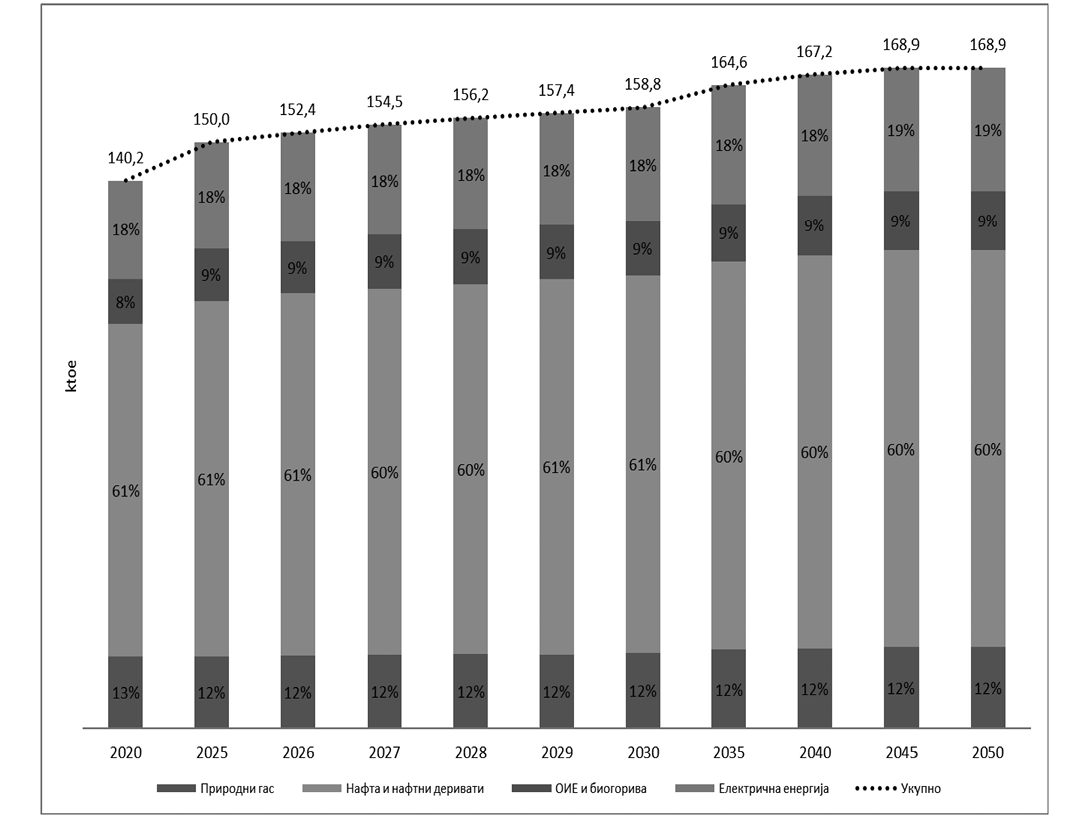 168,9
168,9
167,2
164,6
158,8
157,4
156,2
154,5
152,4
150,0
140,2
18% 18% 18% 18% 18% 18% 18% 18% 18% 19% 19%
8% 9% 9% 9% 9% 9% 9% 9% 9% 9% 9%
ktoe
61% 61% 61% 60% 60% 61% 61% 60% 60% 60% 60%
13% 12% 12% 12% 12% 12% 12% 12% 12% 12% 12%
2020 2025 2026 2027 2028 2029 2030 2035 2040 2045 2050
Природни гас Нафта и нафтни деривати ОИЕ и биогорива Електрична енергија Укупно